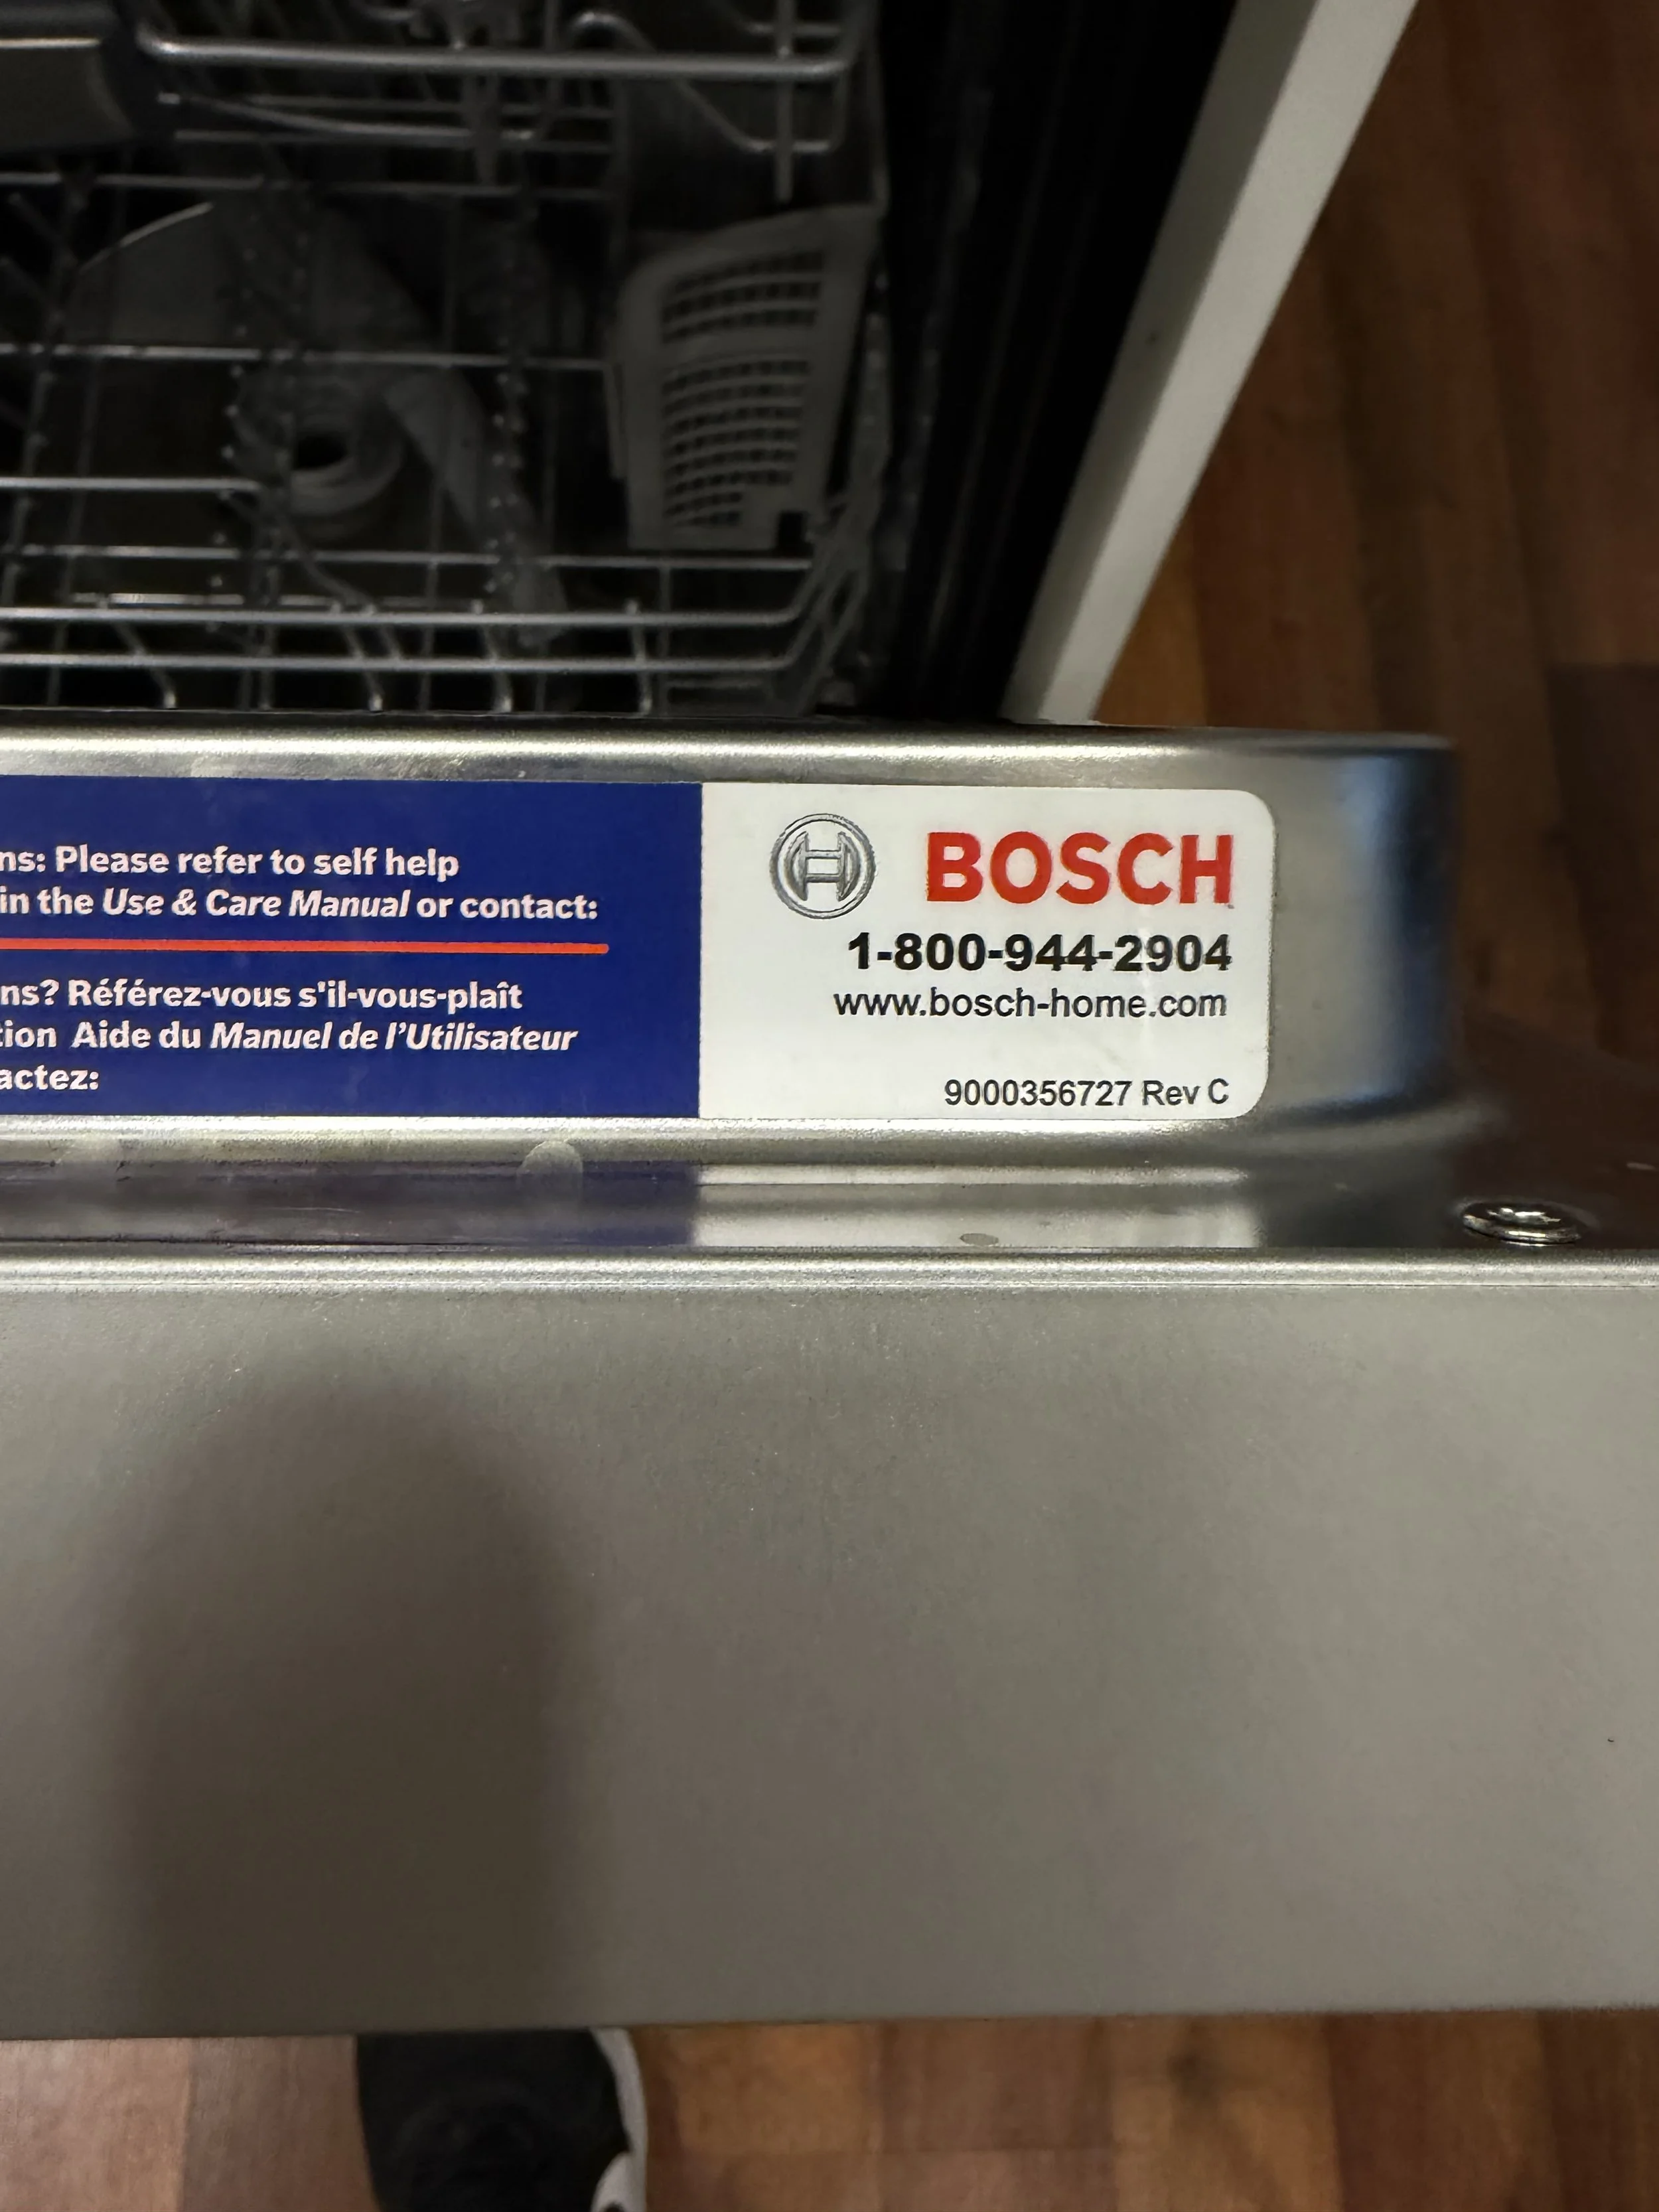 ns: Please refer to self help
in the Use & Care Manual or contact:
ns? Référez-vous s'il-vous-plaît
tion Aide du Manuel de l'Utilisateur
actez:
BOSCH
1-800-944-2904
www.bosch-home.com
9000356727 Rev C